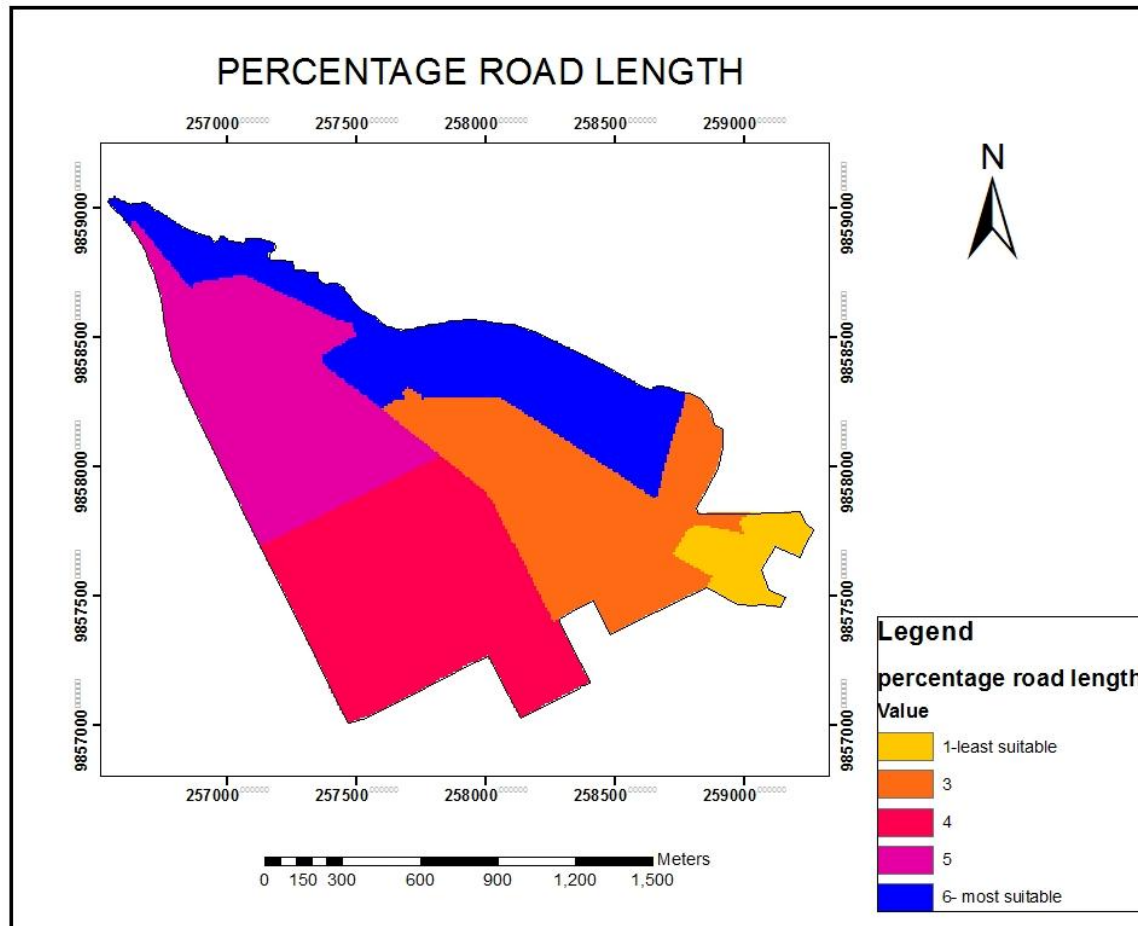 PERCENTAGE ROAD LENGTH
257000 257500 258000 258500 259000
N
9859000 9859000
9858500 9858500
9858000 9858000
9857500 9857500
9857000 9857000
257000 257500 258000 258500 259000
Meters
0 150 300 600 900 1,200 1,500
Legend
percentage road length
Value
1-least suitable
3
4
5
6- most suitable